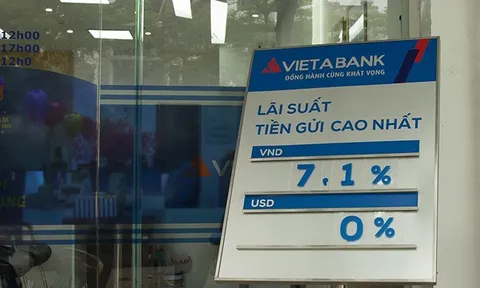 12h00
17h00
12h0
VIETABANK
ĐỒNG HÀNH CÙNG KHÁT VỌNG
LÃI SUẤT
TIỀN GỬI CAO NHẤT
VND
7.1%
USD
0%